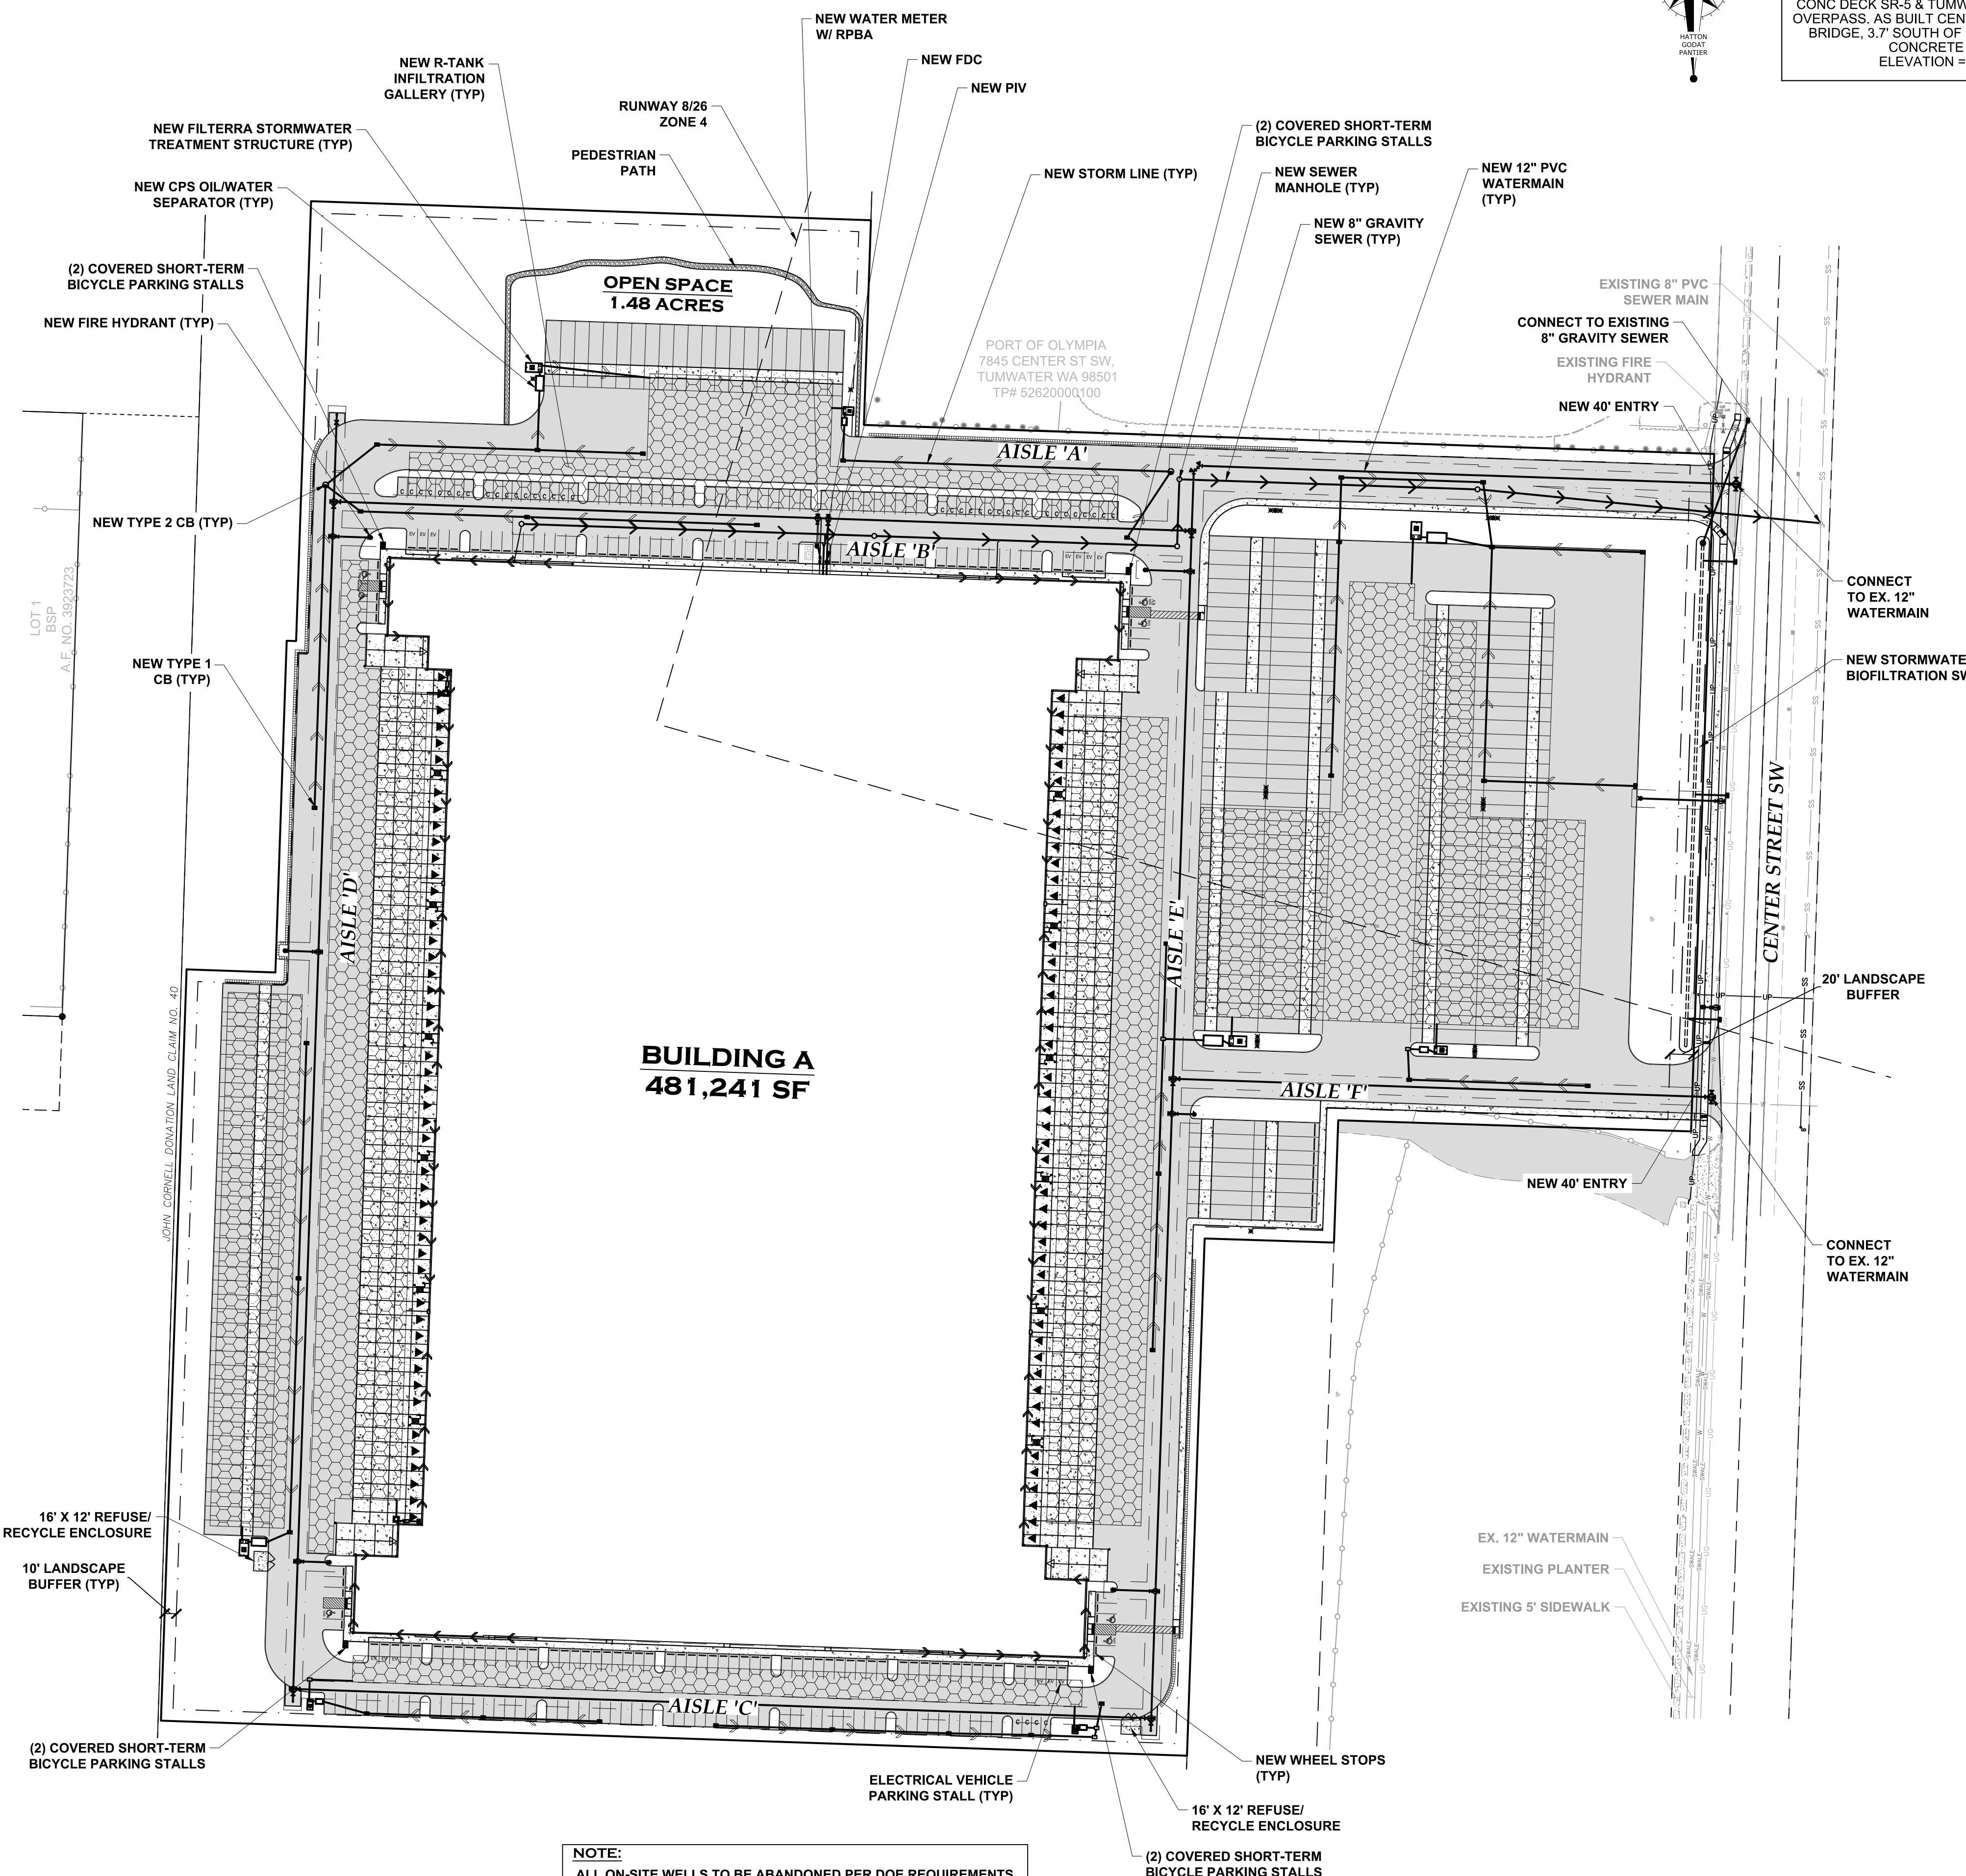 NEW WATER METER
W/ RPBA
NEW FDC
NEW PIV
NEW R-TANK
INFILTRATION
GALLERY (TYP)
RUNWAY 8/26
ZONE 4
PEDESTRIAN
PATH
NEW FILTERRA STORMWATER
TREATMENT STRUCTURE (TYP)
NEW CPS OIL/WATER
SEPARATOR (TYP)
(2) COVERED SHORT-TERM
BICYCLE PARKING STALLS
NEW FIRE HYDRANT (TYP)
NEW TYPE 2 CB (TYP)
NEW TYPE 1
CB (TYP)
(2) COVERED SHORT-TERM
BICYCLE PARKING STALLS
NEW STORM LINE (TYP)
NEW SEWER
MANHOLE (TYP)
NEW 12" PVC
WATERMAIN
(TYP)
NEW 8" GRAVITY
SEWER (TYP)
HATTON
GODAT
PANTIER
CONC DECK SR-5 & TUMW
OVERPASS. AS BUILT CEN
BRIDGE, 3.7' SOUTH OF
CONCRETE
ELEVATION =
OPEN SPACE
1.48 ACRES
PORT OF OLYMPIA
7845 CENTER ST SW,
TUMWATER WA 98501
TP# 52620000100
EXISTING 8" PVC
SEWER MAIN
CONNECT TO EXISTING
8" GRAVITY SEWER
EXISTING FIRE
HYDRANT
NEW 40' ENTRY
AISLE 'A'
AISLE 'B'
CONNECT
TO EX. 12"
WATERMAIN
NEW STORMWATE
BIOFILTRATION SW
LOT 1
BSP
A.F. NO. 3923723
AISLE 'D'
AISLE 'E'
CENTER STREET SW
20' LANDSCAPE
BUFFER
JOHN CORNELL DONATION LAND CLAIM NO. 40
BUILDING A
481,241 SF
AISLE 'F'
NEW 40' ENTRY
CONNECT
TO EX. 12"
WATERMAIN
16' X 12' REFUSE/
RECYCLE ENCLOSURE
10' LANDSCAPE
BUFFER (TYP)
EX. 12" WATERMAIN
EXISTING PLANTER
EXISTING 5' SIDEWALK
AISLE 'C'
(2) COVERED SHORT-TERM
BICYCLE PARKING STALLS
ELECTRICAL VEHICLE
PARKING STALL (TYP)
NEW WHEEL STOPS
(TYP)
16' X 12' REFUSE/
RECYCLE ENCLOSURE
(2) COVERED SHORT-TERM
BICYCLE PARKING STALLS
NOTE:
ALL ON-SITE WELLS TO BE ABANDONED PER DOE REQUIREMENTS